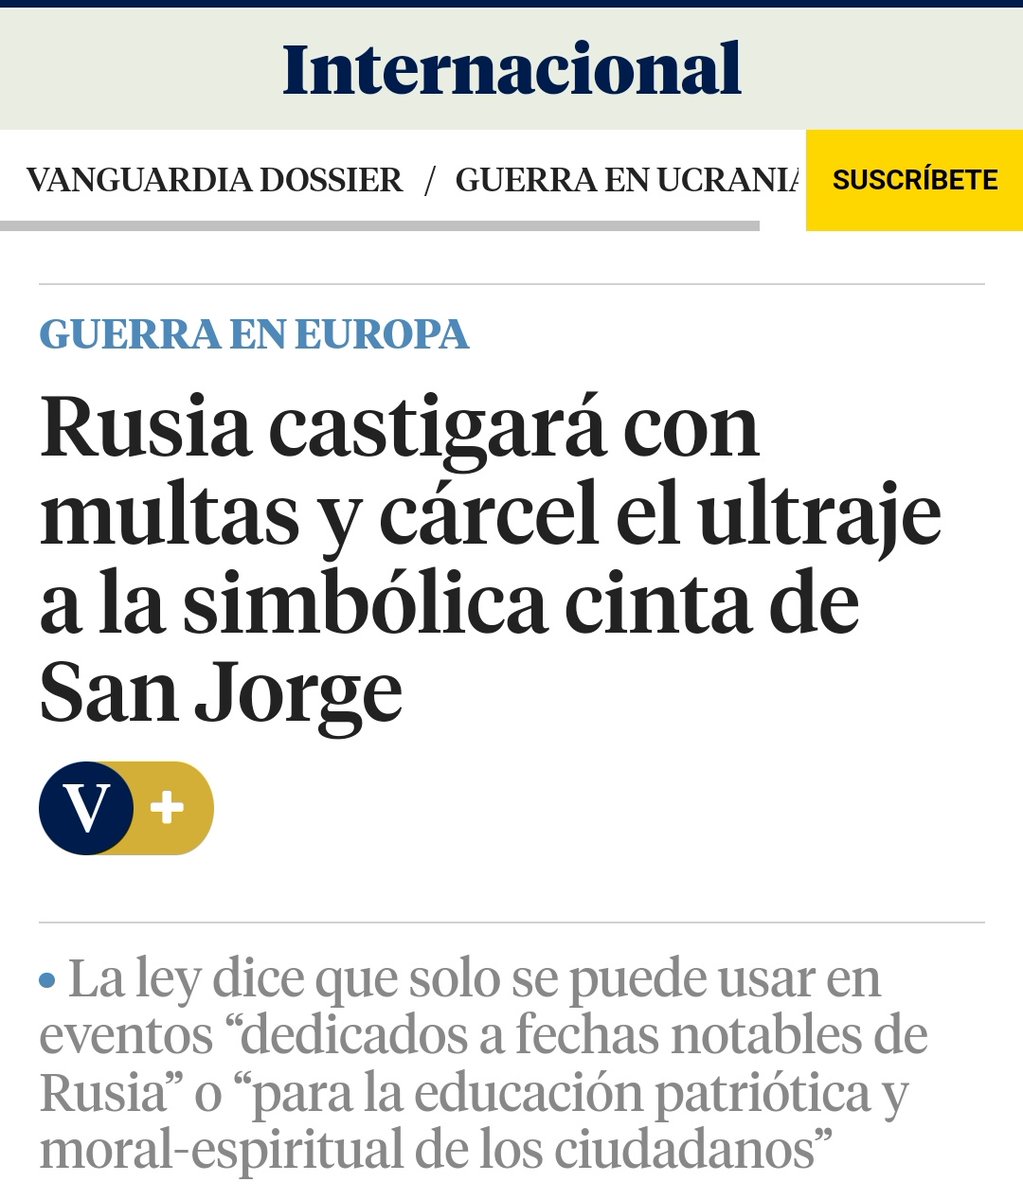 Internacional
VANGUARDIA DOSSIER / GUERRA EN UCRANIA
SUSCRÍBETE
GUERRA EN EUROPA
Rusia castigará con
multas y cárcel el ultraje
a la simbólica cinta de
San Jorge
V +
• La ley dice que solo se puede usar en
eventos “dedicados a fechas notables de
Rusia” o “para la educación patriótica y
moral-espiritual de los ciudadanos”